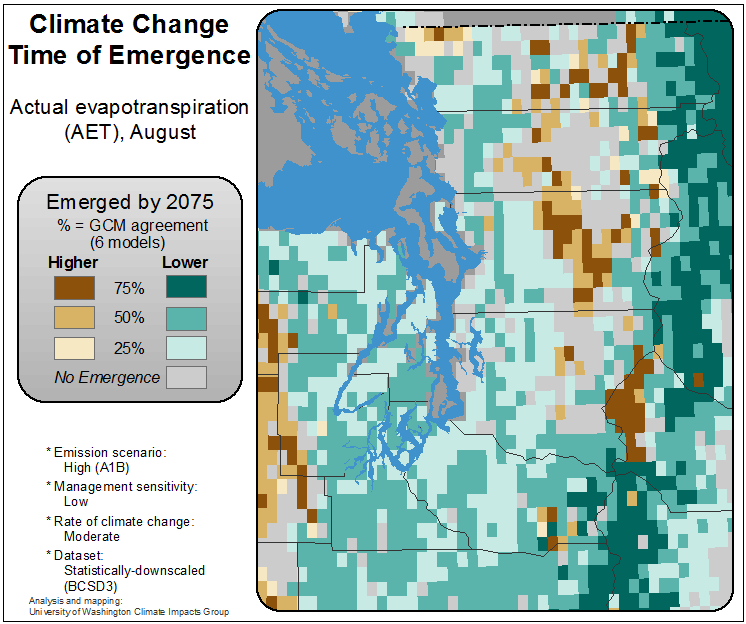 Climate Change
Time of Emergence
Actual evapotranspiration
(AET), August
Emerged by 2075
% = GCM agreement
(6 models)
Higher Lower
75%
50%
25%
No Emergence
* Emission scenario:
High (A1B)
* Management sensitivity:
Low
* Rate of climate change:
Moderate
* Dataset:
Statistically-downscaled
(BCSD3)
Analysis and mapping:
University of Washington Climate Impacts Group